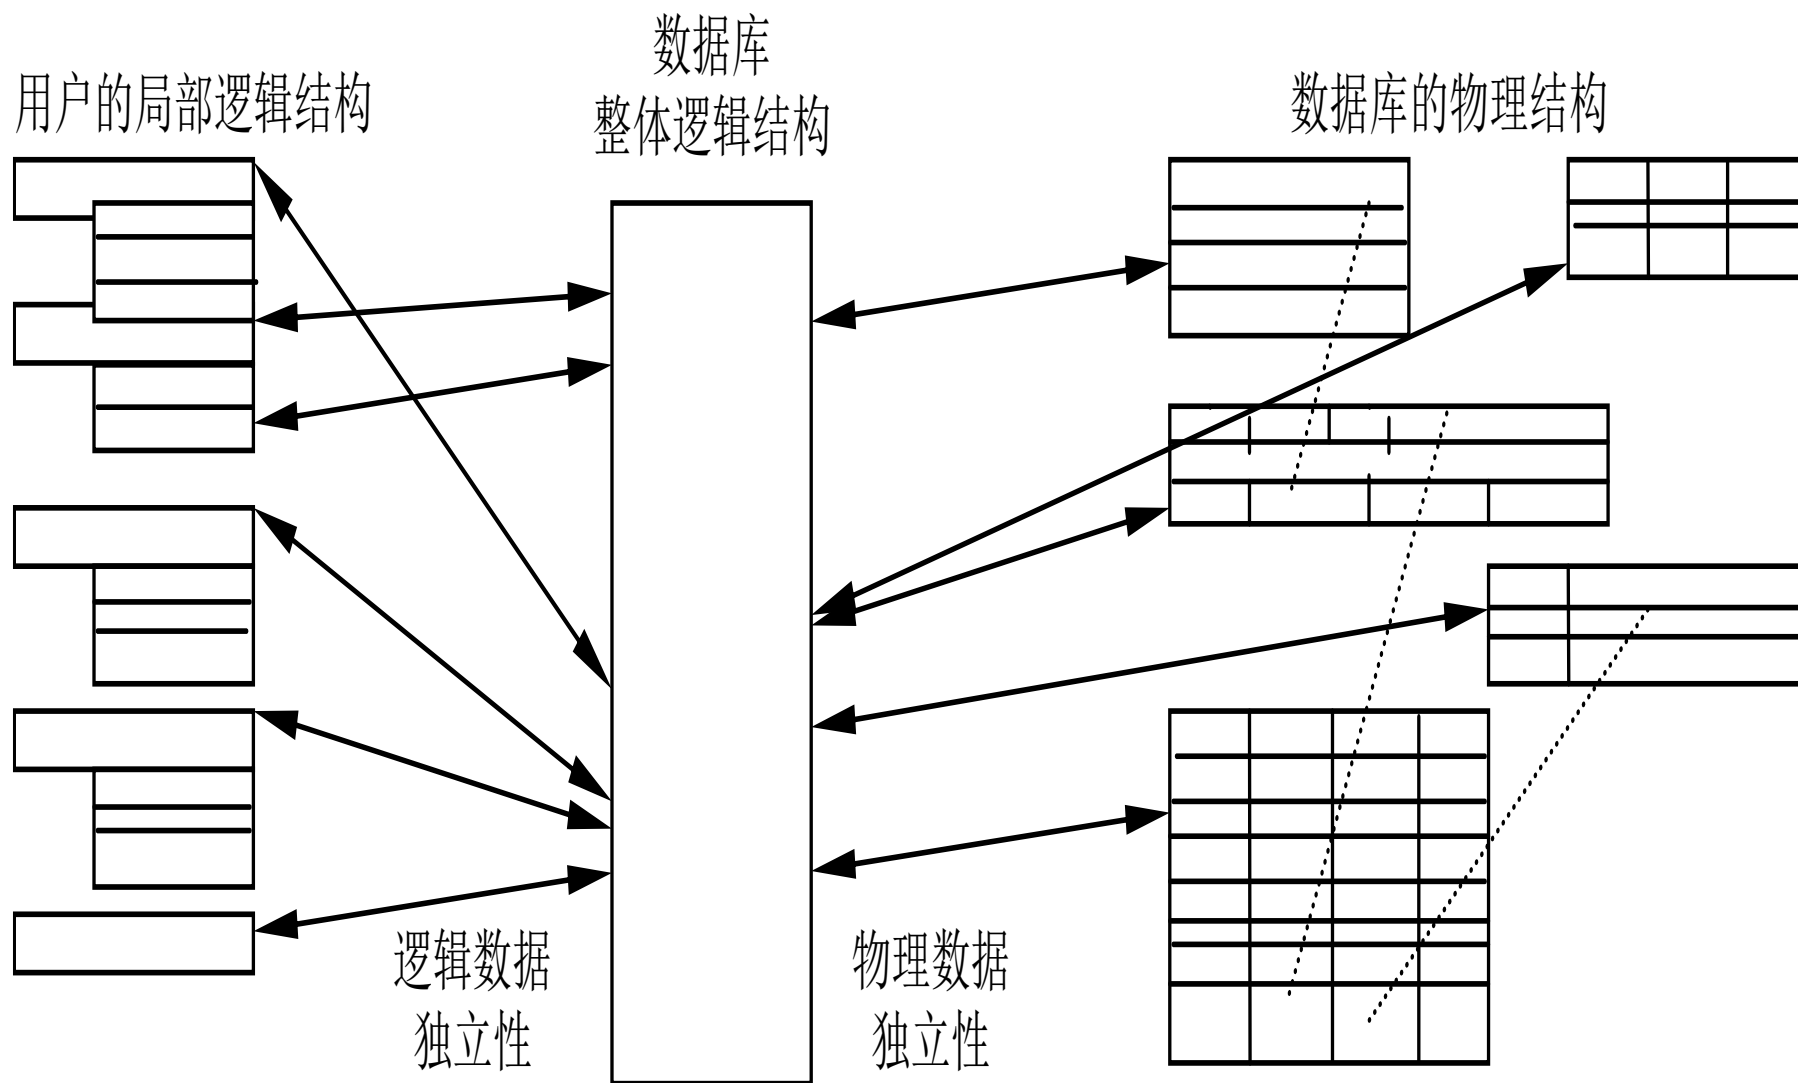 数据库
整体逻辑结构
用户的局部逻辑结构
数据库的物理结构
逻辑数据
独立性
物理数据
独立性